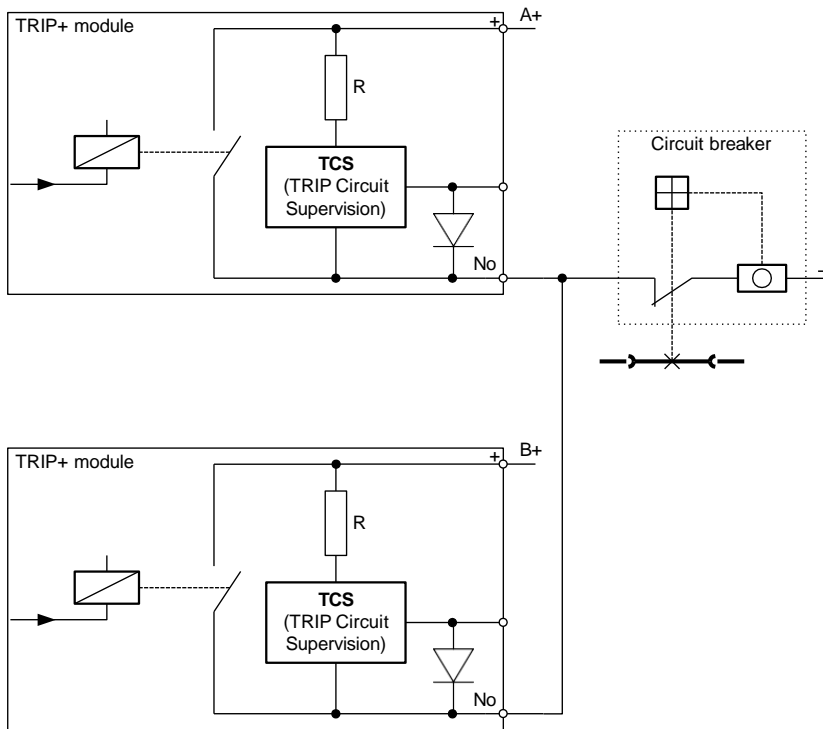 TRIP+ module
+
A+
R
TCS
(TRIP Circuit
Supervision)
No
Circuit breaker
-
TRIP+ module
+
B+
R
TCS
(TRIP Circuit
Supervision)
No